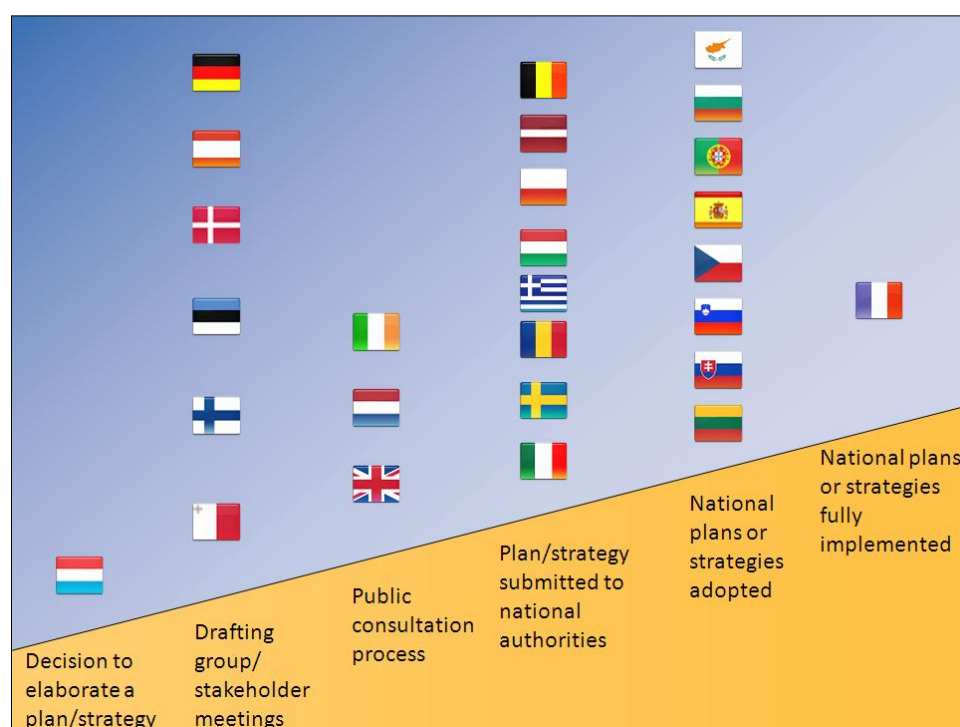 Decision to
elaborate a
plan/strategy
Drafting
group/
stakeholder
meetings
Public
consultation
process
Plan/strategy
submitted to
national
authorities
National
plans or
strategies
adopted
National plans
or strategies
fully
implemented